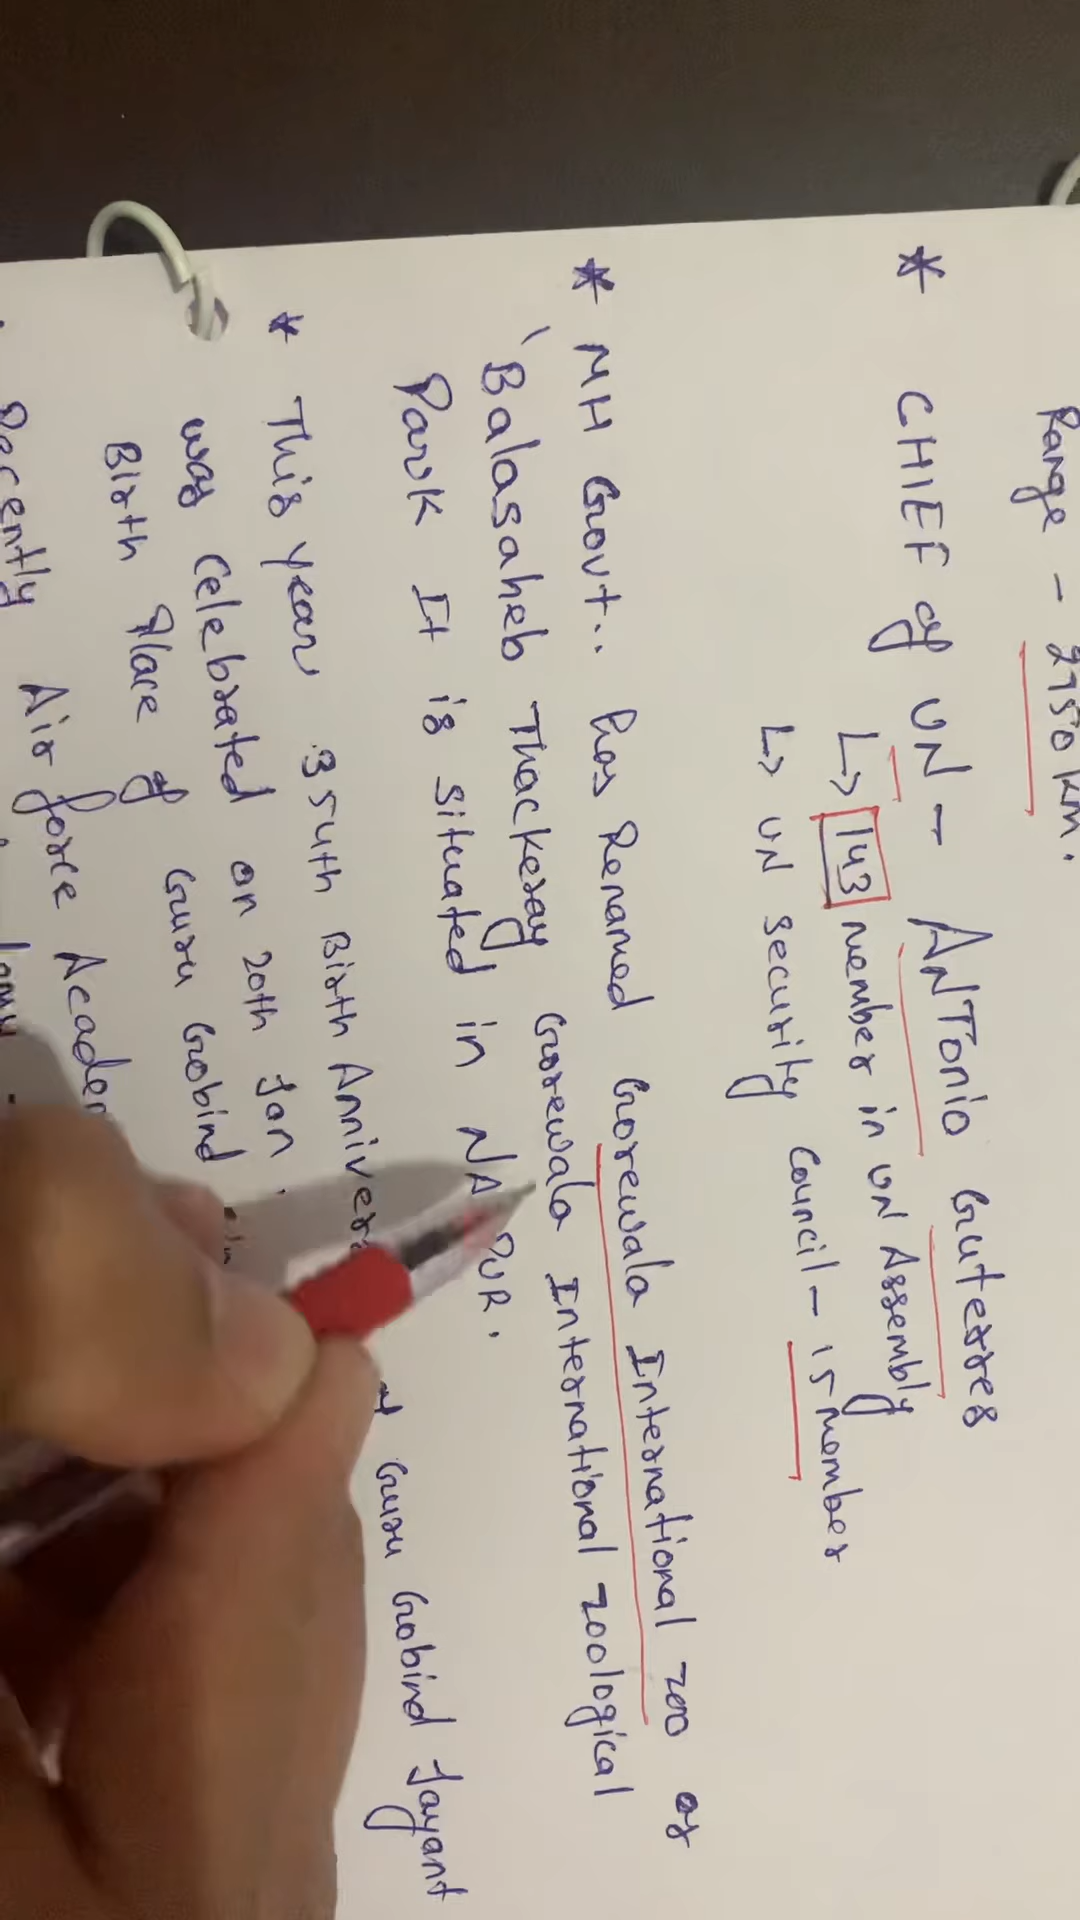 Range - 2750 km.
* CHIEF of UN - ANTonio Guterres
↳ 143 member in UN Assembly
↳ UN Security Council - 15 member
* MH Govt.. has Renamed Gorewala International Zoo as
'Balasaheb Thackeray Gorewala International Zoological
Park It is situated in NA PUR.
* This year 354th Birth Anniver Guru Gobind Jayant
was Celebrated on 20th Jan.
Birth Place of Guru Gobind
Recently Air force Acade